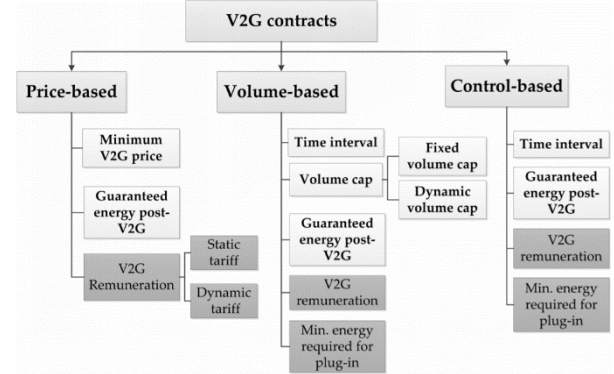 V2G contracts
Price-based
Volume-based
Control-based
Minimum
V2G price
Guaranteed
energy post-
V2G
V2G
Remuneration
Static
tariff
Dynamic
tariff
Time interval
Volume cap
Fixed
volume cap
Dynamic
volume cap
Guaranteed
energy post-
V2G
V2G
remuneration
Min. energy
required for
plug-in
Time interval
Guaranteed
energy post-
V2G
V2G
remuneration
Min. energy
required for
plug-in